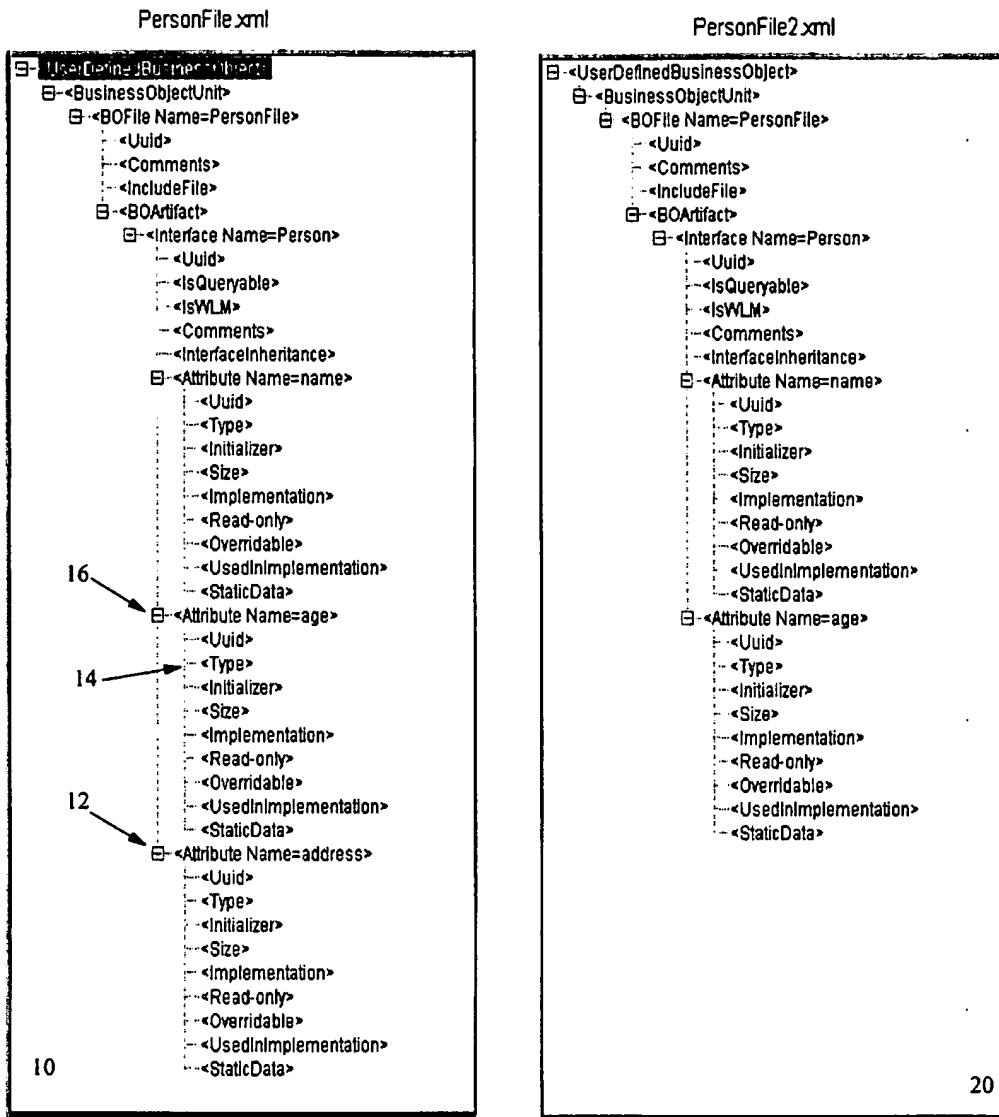 PersonFile.xml
<UserDefinedBusinessObject>
<BusinessObjectUnit>
<BOFile Name=PersonFile>
<Uuid>
<Comments>
<IncludeFile>
<BOArtifact>
<Interface Name=Person>
<Uuid>
<IsQueryable>
<IsWLM>
<Comments>
<InterfaceInheritance>
<Attribute Name=name>
<Uuid>
<Type>
<Initializer>
<Size>
<Implementation>
<Read-only>
<Overridable>
<UsedInImplementation>
<StaticData>
16
<Attribute Name=age>
<Uuid>
14
<Type>
<Initializer>
<Size>
<Implementation>
<Read-only>
<Overridable>
<UsedInImplementation>
<StaticData>
12
<Attribute Name=address>
<Uuid>
<Type>
<Initializer>
<Size>
<Implementation>
<Read-only>
<Overridable>
<UsedInImplementation>
<StaticData>
10
PersonFile2.xml
<UserDefinedBusinessObject>
<BusinessObjectUnit>
<BOFile Name=PersonFile>
<Uuid>
<Comments>
<IncludeFile>
<BOArtifact>
<Interface Name=Person>
<Uuid>
<IsQueryable>
<IsWLM>
<Comments>
<InterfaceInheritance>
<Attribute Name=name>
<Uuid>
<Type>
<Initializer>
<Size>
<Implementation>
<Read-only>
<Overridable>
<UsedInImplementation>
<StaticData>
<Attribute Name=age>
<Uuid>
<Type>
<Initializer>
<Size>
<Implementation>
<Read-only>
<Overridable>
<UsedInImplementation>
<StaticData>
20